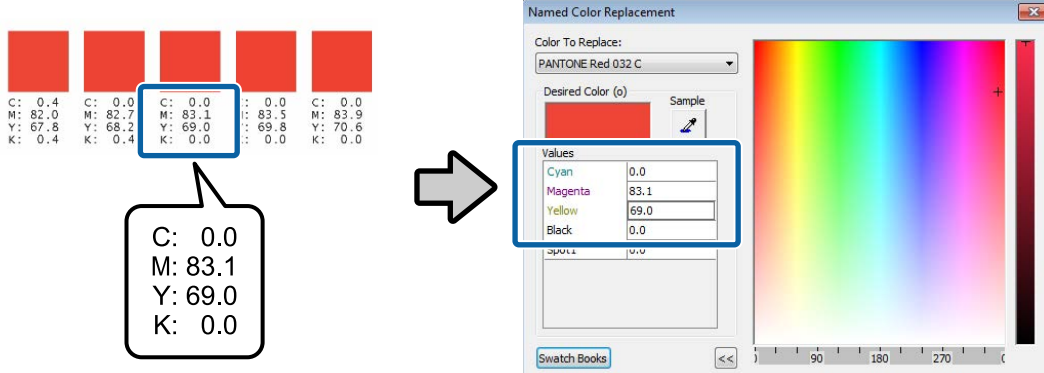 C: 0.4
M: 82.0
Y: 67.8
K: 0.4
C: 0.0
M: 82.7
Y: 68.2
K: 0.4
C: 0.0
M: 83.1
Y: 69.0
K: 0.0
: 0.0
: 83.5
: 69.8
: 0.0
C: 0.0
M: 83.9
Y: 70.6
K: 0.0
C: 0.0
M: 83.1
Y: 69.0
K: 0.0
Named Color Replacement
Color To Replace:
PANTONE Red 032 C
Desired Color (o)
Sample
Values
Cyan 0.0
Magenta 83.1
Yellow 69.0
Black 0.0
Spot1 0.0
Swatch Books
<<
90 180 270